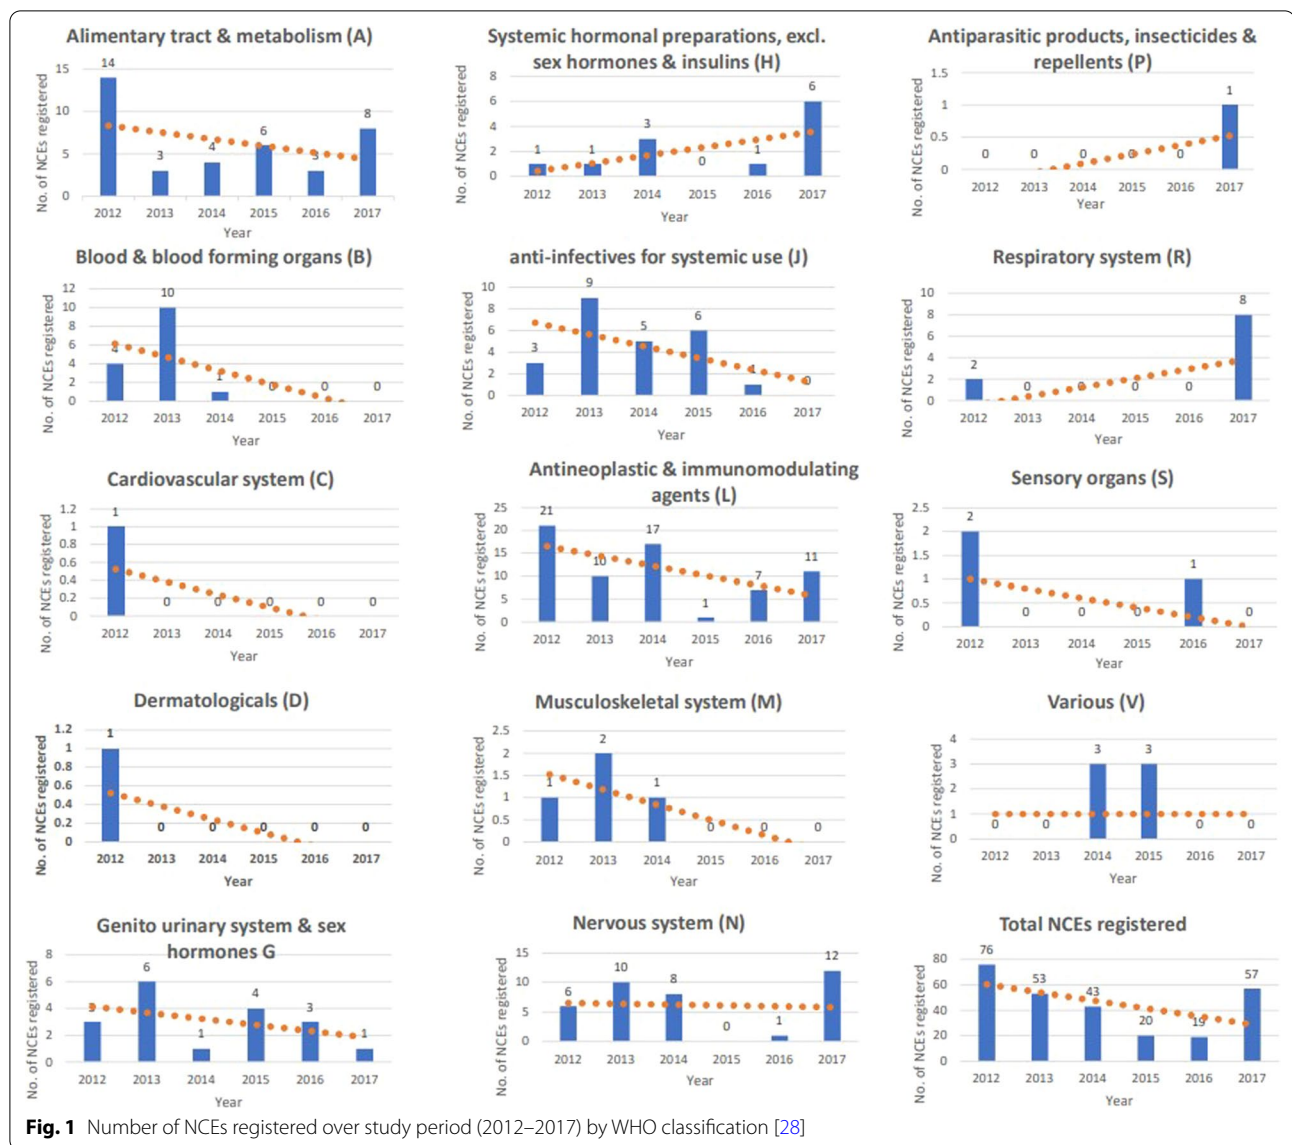 Alimentary tract & metabolism (A)
No. of NCEs registered
15
10
5
0
14
3
4
6
3
8
2012 2013 2014 2015 2016 2017
Year
Systemic hormonal preparations, excl.
sex hormones & insulins (H)
No. of NCEs registered
8
6
4
2
0
1
1
3
0
1
6
2012 2013 2014 2015 2016 2017
Year
Antiparasitic products, insecticides &
repellents (P)
No. of NCEs registered
1.5
1
0.5
0
0
0
0
0
0
1
2012 2013 2014 2015 2016 2017
Year
Blood & blood forming organs (B)
No. of NCEs registered
12
10
8
6
4
2
0
4
10
1
0
0
0
2012 2013 2014 2015 2016 2017
Year
anti-infectives for systemic use (J)
No. of NCEs registered
10
8
6
4
2
0
3
9
5
6
1
0
2012 2013 2014 2015 2016 2017
Year
Respiratory system (R)
No. of NCEs registered
10
8
6
4
2
0
2
0
0
0
0
8
2012 2013 2014 2015 2016 2017
Year
Cardiovascular system (C)
No. of NCEs registered
1.2
1
0.8
0.6
0.4
0.2
0
1
0
0
0
0
0
2012 2013 2014 2015 2016 2017
Year
Antineoplastic & immunomodulating
agents (L)
No. of NCEs registered
25
20
15
10
5
0
21
10
17
1
7
11
2012 2013 2014 2015 2016 2017
Year
Sensory organs (S)
No. of NCEs registered
2.5
2
1.5
1
0.5
0
2
0
0
0
1
0
2012 2013 2014 2015 2016 2017
Year
Dermatologicals (D)
No. of NCEs registered
1.2
1
0.8
0.6
0.4
0.2
0
1
0
0
0
0
0
2012 2013 2014 2015 2016 2017
Year
Musculoskeletal system (M)
No. of NCEs registered
2.5
2
1.5
1
0.5
0
1
2
1
0
0
0
2012 2013 2014 2015 2016 2017
Year
Various (V)
No. of NCEs registered
4
3
2
1
0
0
0
3
3
0
0
2012 2013 2014 2015 2016 2017
Year
Genito urinary system & sex
hormones G
No. of NCEs registered
8
6
4
2
0
3
6
1
4
3
1
2012 2013 2014 2015 2016 2017
Year
Nervous system (N)
No. of NCEs registered
15
10
5
0
6
10
8
0
1
12
2012 2013 2014 2015 2016 2017
Year
Total NCEs registered
No. of NCEs registered
80
60
40
20
0
76
53
43
20
19
57
2012 2013 2014 2015 2016 2017
Year
Fig. 1 Number of NCEs registered over study period (2012–2017) by WHO classification [28]